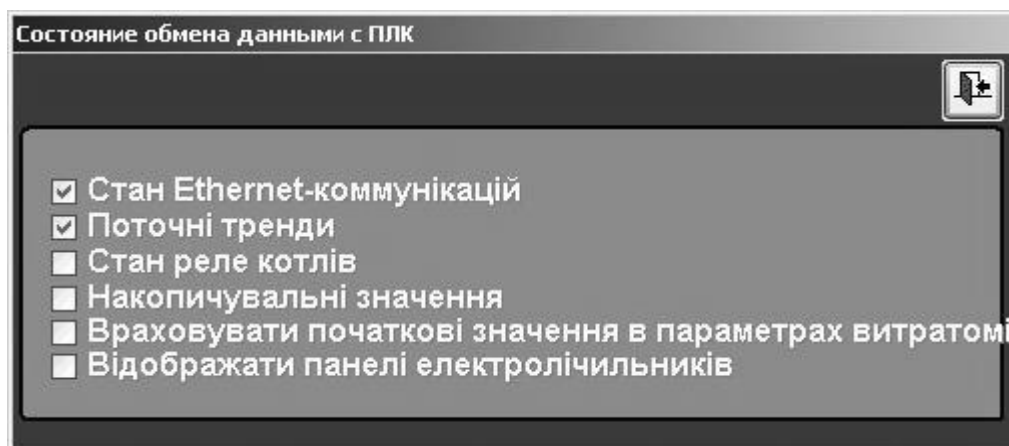 Состояние обмена данными с ПЛК
Стан Ethernet-коммунікацій
Поточні тренди
Стан реле котлів
Накопичувальні значення
Враховувати початкові значення в параметрах витратомі
Відображати панелі електролічильників